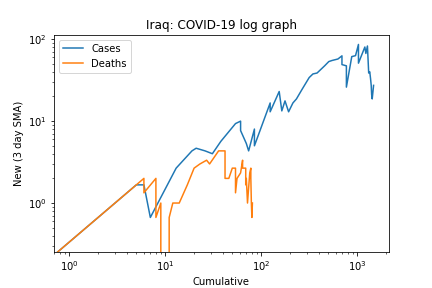 Iraq: COVID-19 log graph
Cases
Deaths
New (3 day SMA)
10²
10¹
10⁰
10⁰ 10¹ 10² 10³
Cumulative